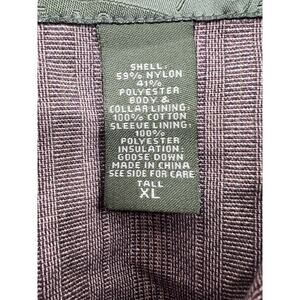 SHELL:
59% NYLON
41%
POLYESTER
BODY &
COLLAR LINING:
100% COTTON
SLEEVE LINING:
100%
POLYESTER
INSULATION:
GOOSE DOWN
MADE IN CHINA
SEE SIDE FOR CARE
TALL
XL